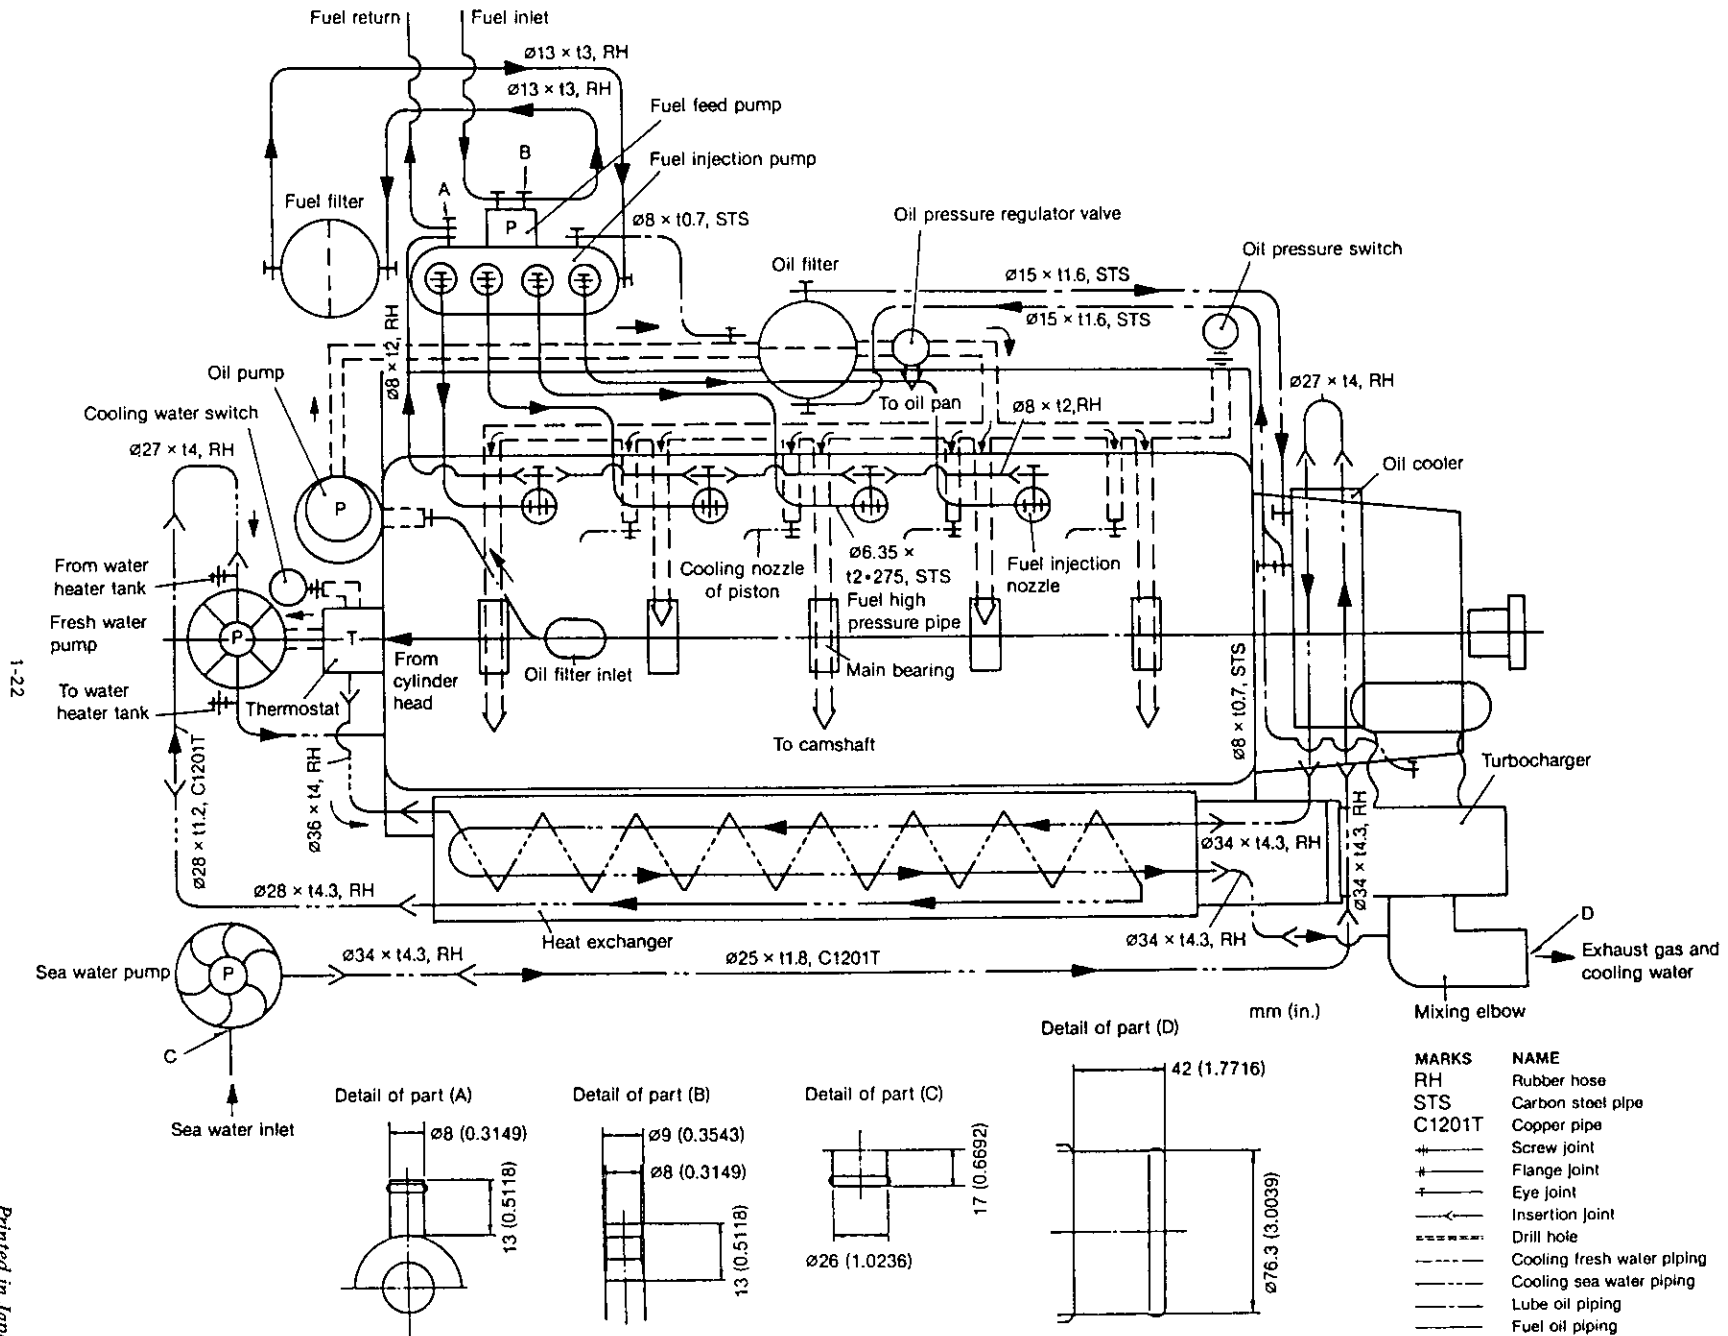 Fuel return
Fuel inlet
ø13 × t3, RH
ø13 × t3, RH
Fuel feed pump
B
Fuel injection pump
A
Fuel filter
P
ø8 × t0.7, STS
Oil pressure regulator valve
Oil pressure switch
Oil filter
ø15 × t1.6, STS
ø15 × t1.6, STS
ø8 × t2, RH
Oil pump
Cooling water switch
ø27 × t4, RH
To oil pan
ø8 × t2,RH
ø27 × t4, RH
Oil cooler
P
From water
heater tank
Fresh water
pump
P
T
To water
heater tank
Thermostat
From
cylinder
head
Oil filter inlet
Cooling nozzle
of piston
ø6.35 ×
t2•275, STS
Fuel high
pressure pipe
Fuel injection
nozzle
Main bearing
To camshaft
ø8 × t0.7, STS
Turbocharger
1-22
ø28 × t1.2, C1201T
ø36 × t4, RH
ø34 × t4.3, RH
ø34 × t4.3, RH
ø28 × t4.3, RH
Heat exchanger
ø34 × t4.3, RH
D
Exhaust gas and
cooling water
Sea water pump
P
ø34 × t4.3, RH
ø25 × t1.8, C1201T
Mixing elbow
mm (in.)
C
Sea water inlet
Detail of part (A)
ø8 (0.3149)
13 (0.5118)
Detail of part (B)
ø9 (0.3543)
ø8 (0.3149)
13 (0.5118)
Detail of part (C)
17 (0.6692)
ø26 (1.0236)
Detail of part (D)
42 (1.7716)
ø76.3 (3.0039)
MARKS NAME
RH Rubber hose
STS Carbon steel pipe
C1201T Copper pipe
Screw joint
Flange joint
Eye joint
Insertion joint
Drill hole
Cooling fresh water piping
Cooling sea water piping
Lube oil piping
Fuel oil piping
Printed in